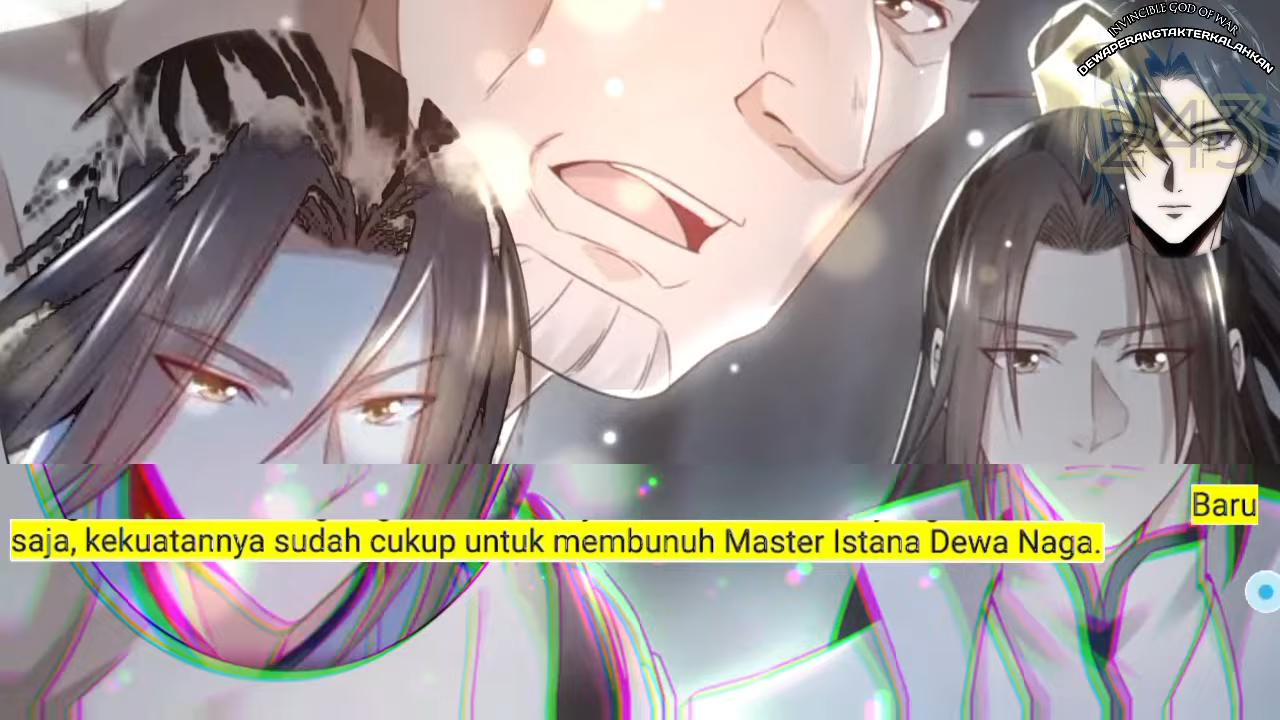 INVINCIBLE GOD OF WAR
DEWAPERANGTAKTERKALAHKAN
243
Baru
saja, kekuatannya sudah cukup untuk membunuh Master Istana Dewa Naga.